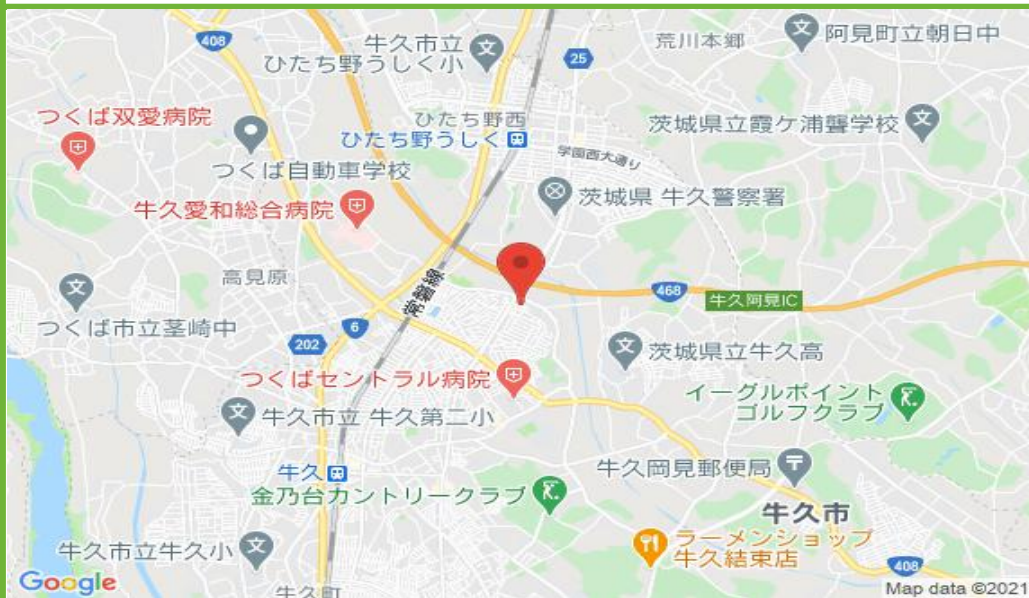 408
牛久市立
ひたち野うしく小
荒川本郷
阿見町立朝日中
25
つくば双愛病院
ひたち野西
ひたち野うしく
茨城県立霞ケ浦聾学校
学園西大通り
つくば自動車学校
茨城県 牛久警察署
牛久愛和総合病院
高見原
常磐線
468
牛久阿見IC
つくば市立茎崎中
6
202
茨城県立牛久高
つくばセントラル病院
イーグルポイント
ゴルフクラブ
牛久市立 牛久第二小
牛久
牛久岡見郵便局
金乃台カントリークラブ
牛久市
ラーメンショップ
牛久結束店
牛久市立牛久小
408
Google
牛久町
Map data ©2021